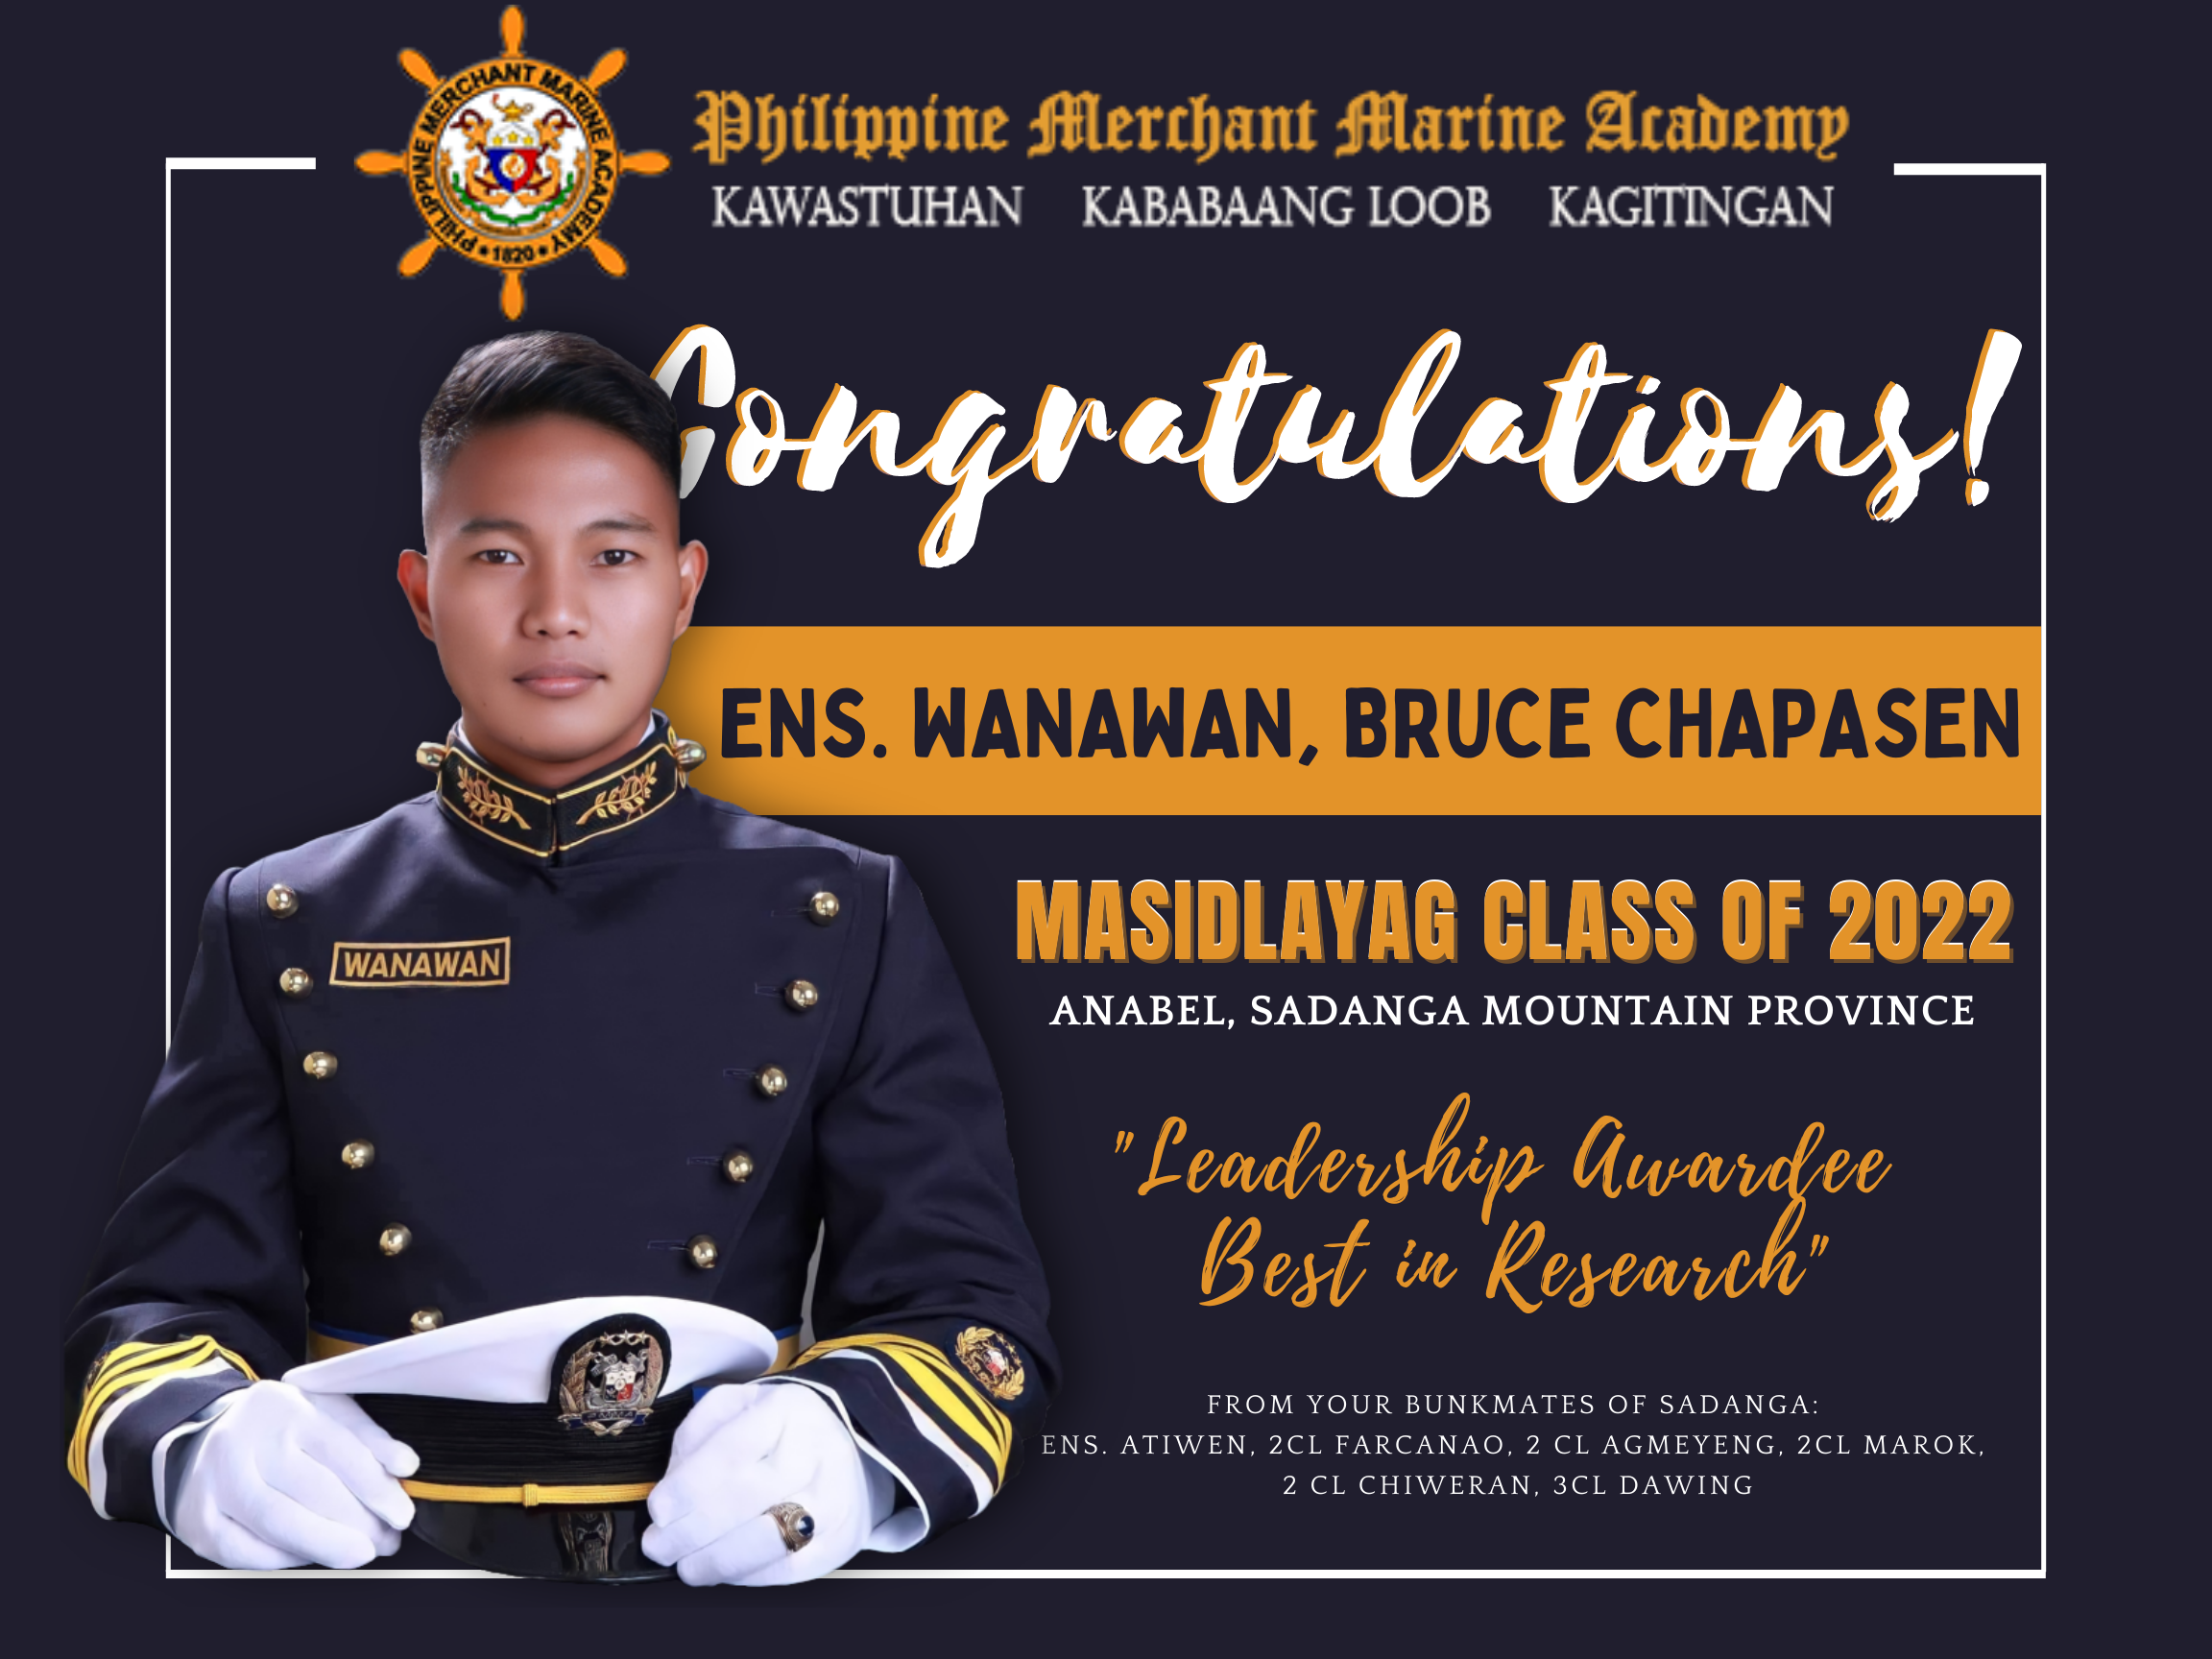 PHILIPPINE MERCHANT MARINE ACADEMY
• 1820 •
Philippine Merchant Marine Academy
KAWASTUHAN KABABAANG LOOB KAGITINGAN
Congratulations!
ENS. WANAWAN, BRUCE CHAPASEN
MASIDLAYAG CLASS OF 2022
WANAWAN
ANABEL, SADANGA MOUNTAIN PROVINCE
"Leadership Awardee
Best in Research"
FROM YOUR BUNKMATES OF SADANGA:
ENS. ATIWEN, 2CL FARCANAO, 2 CL AGMEYENG, 2CL MAROK,
2 CL CHIWERAN, 3CL DAWING